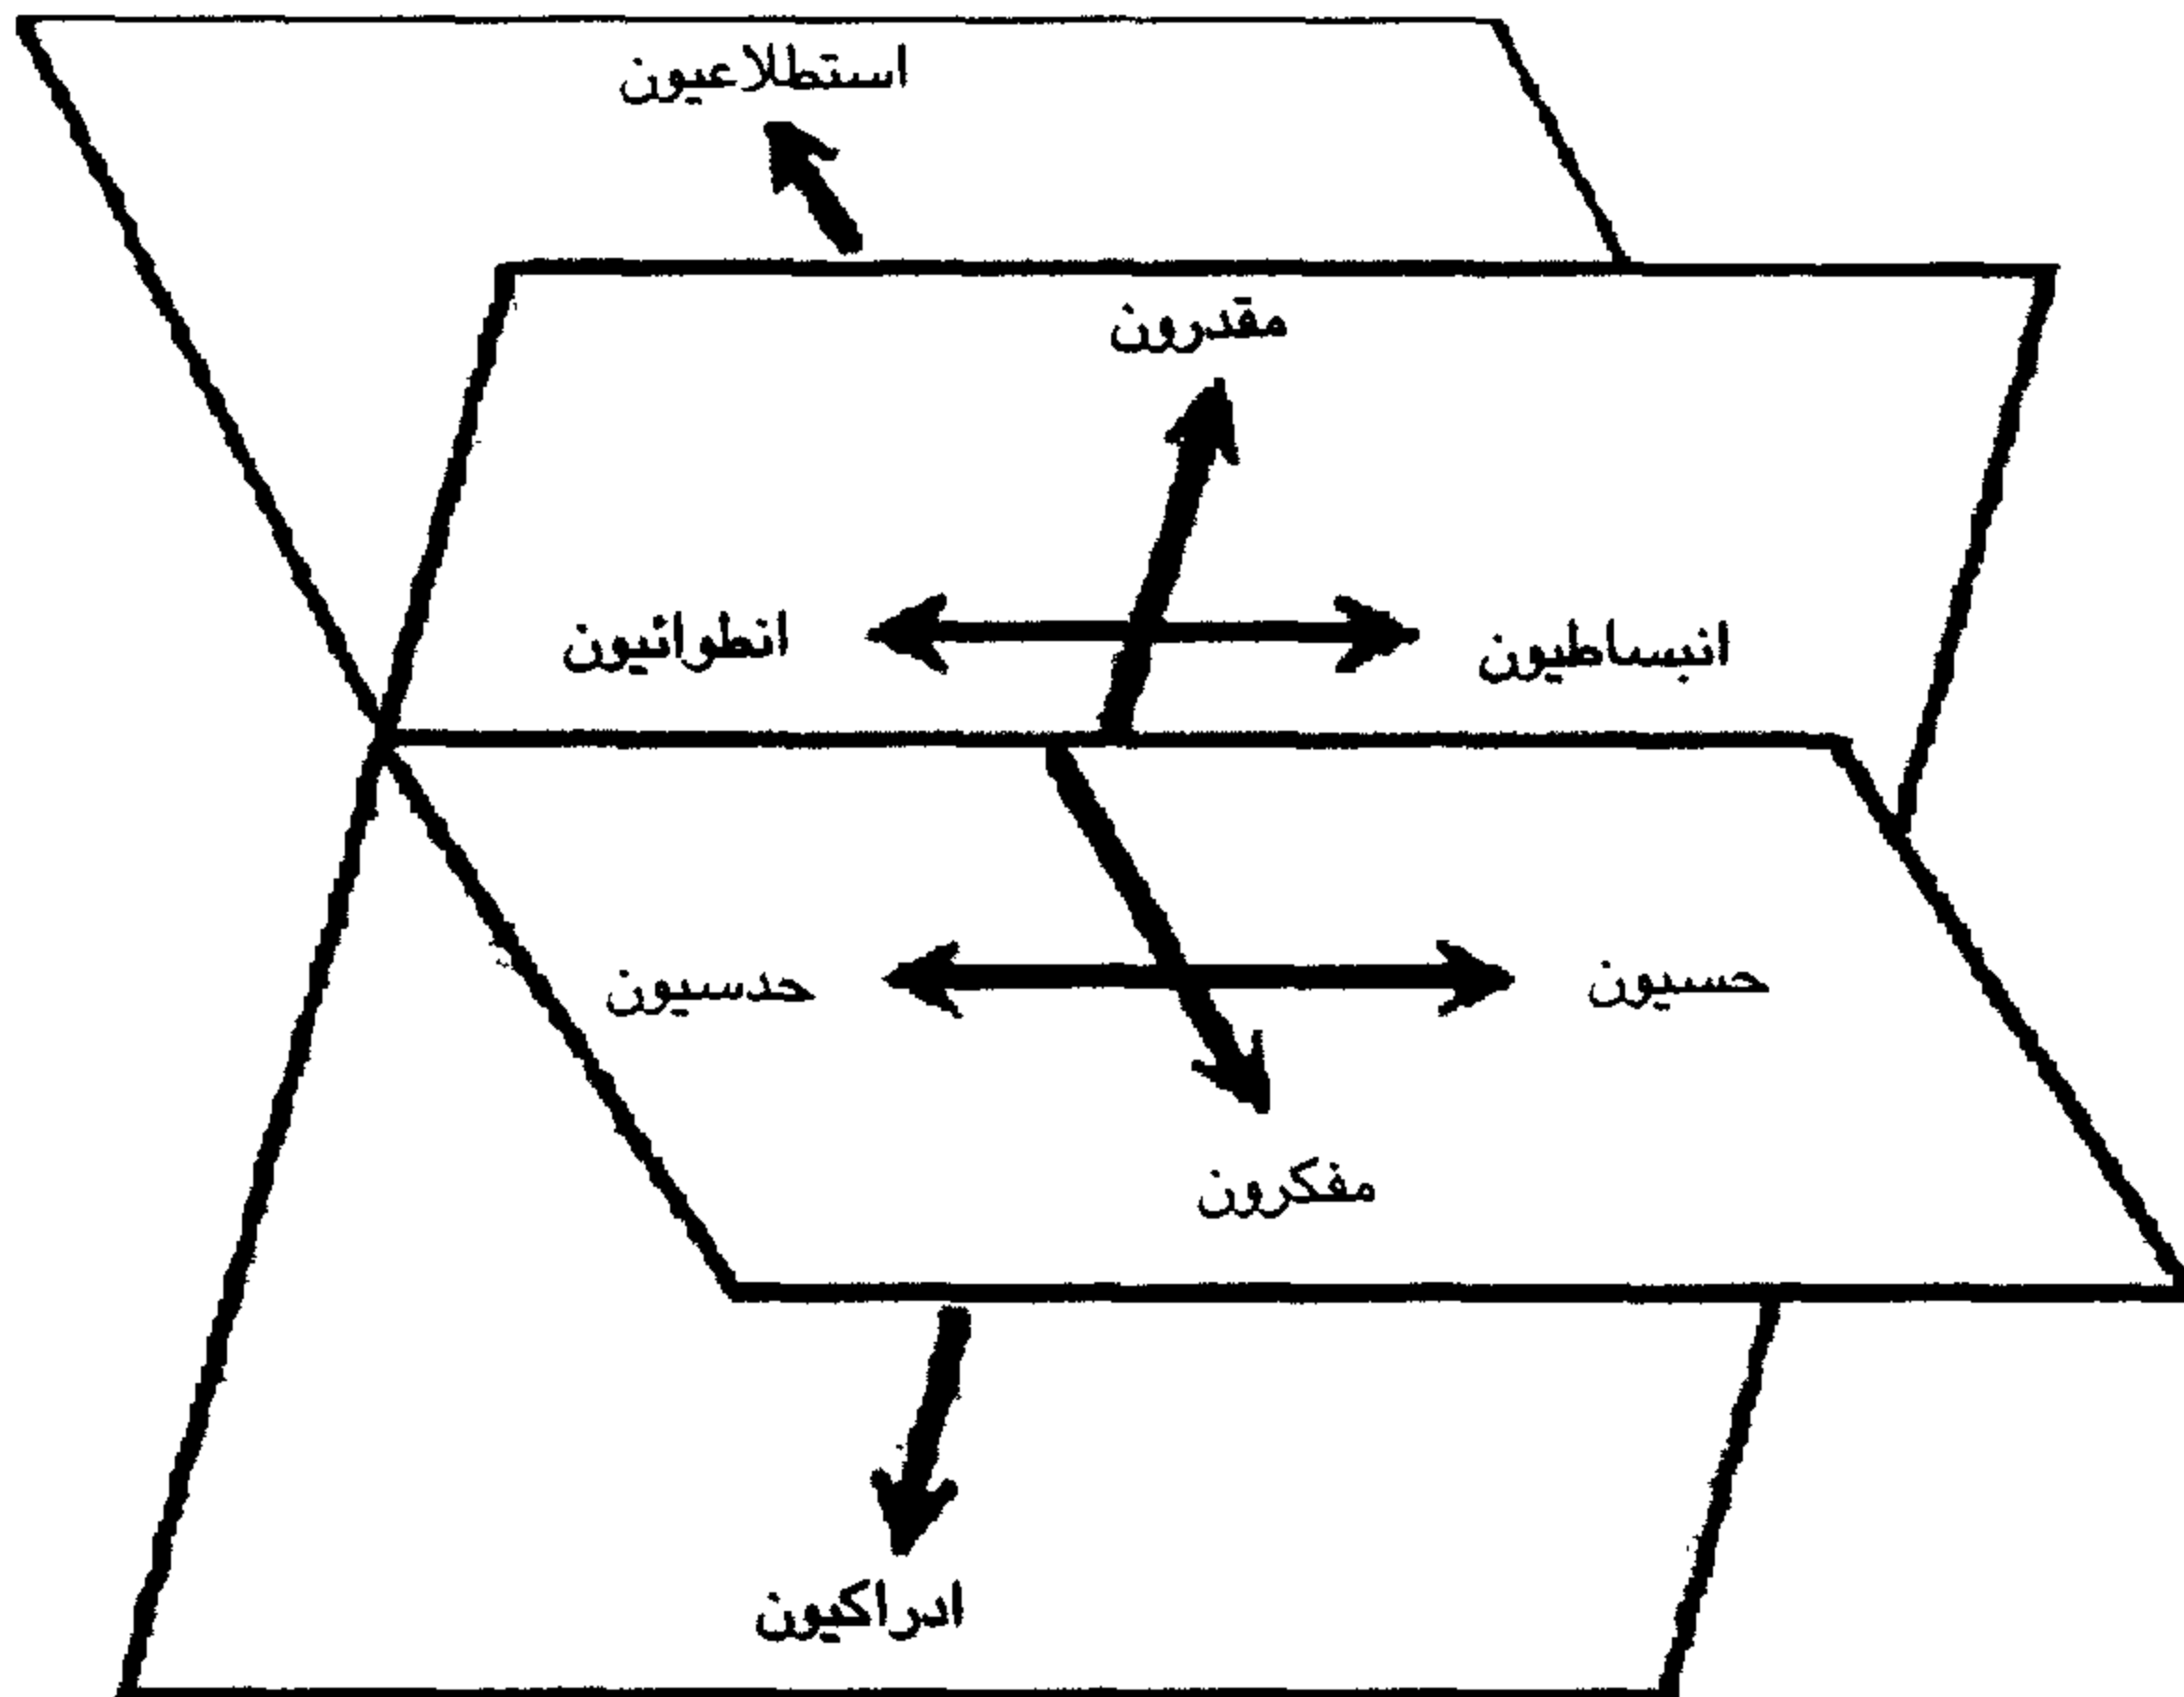 استطلاعيون
مقدرون
انبساطيون
انطوائيون
حسيون
حدسيون
مفكرون
ادراكيون